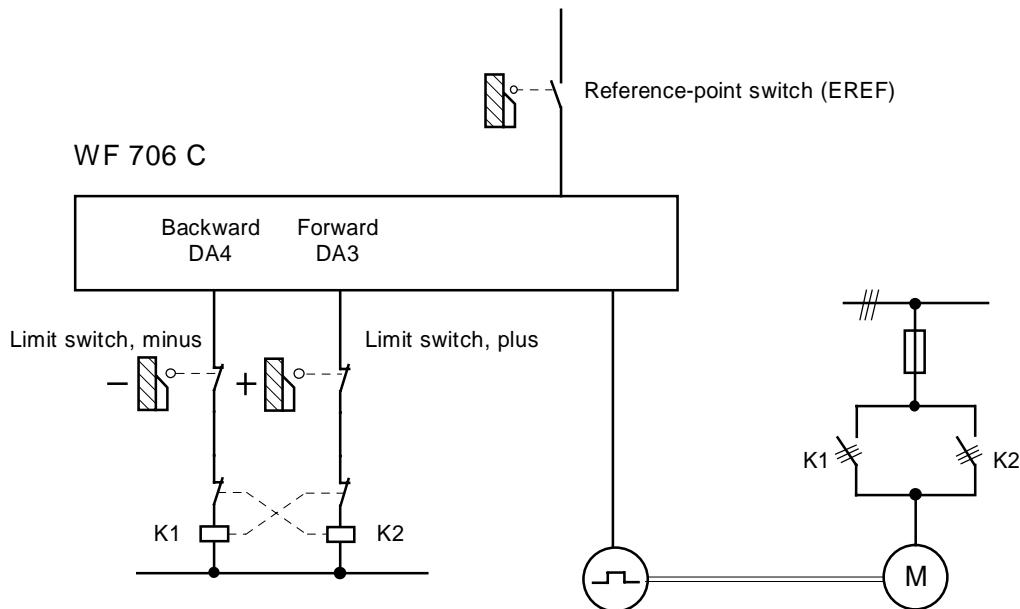 Reference-point switch (EREF)
WF 706 C
Backward
DA4
Forward
DA3
Limit switch, minus
Limit switch, plus
–
+
K1
K2
K1
K2
M